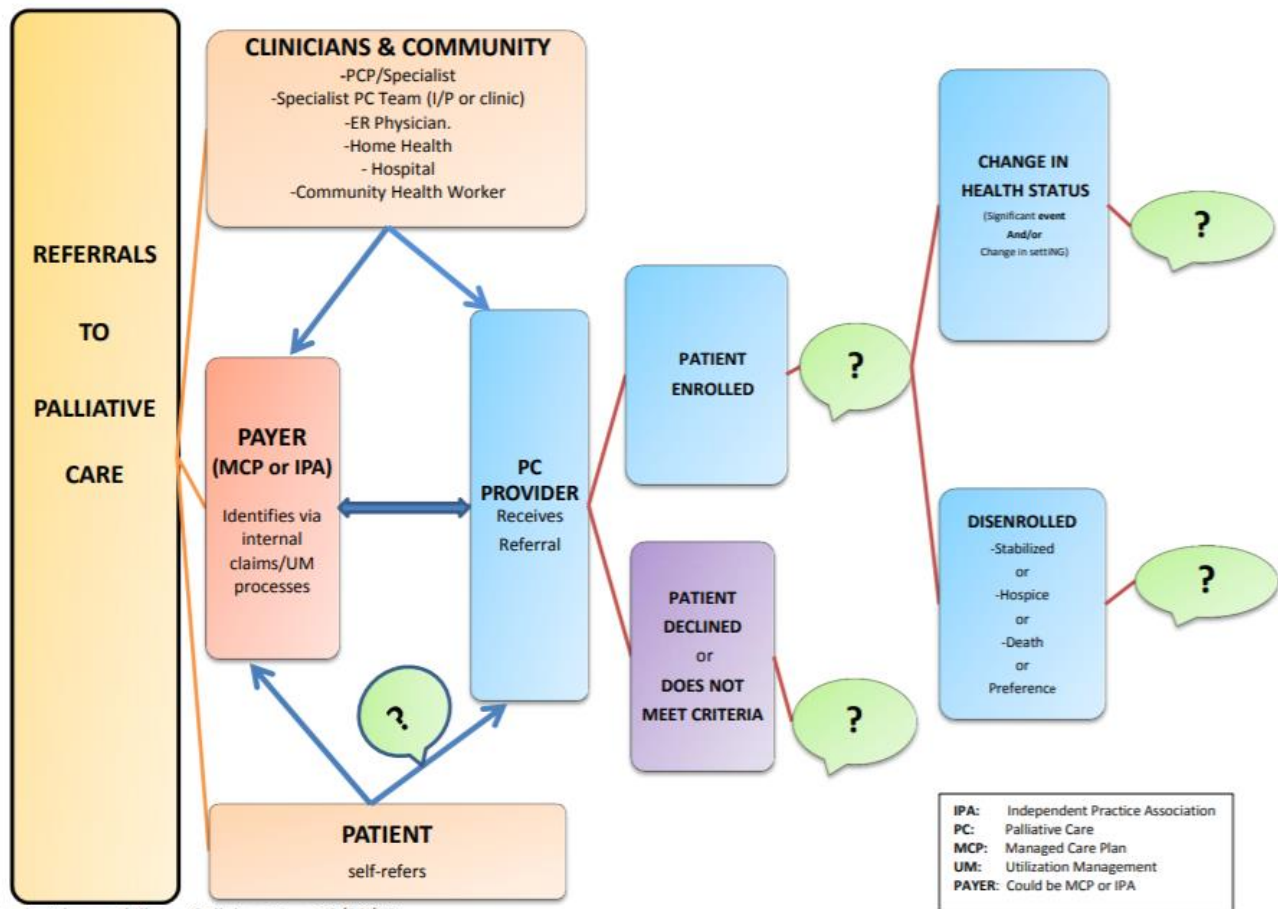 REFERRALS
TO
PALLIATIVE
CARE
CLINICIANS & COMMUNITY
-PCP/Specialist
-Specialist PC Team (I/P or clinic)
-ER Physician.
-Home Health
- Hospital
-Community Health Worker
PAYER
(MCP or IPA)
Identifies via
internal
claims/UM
processes
?
PATIENT
self-refers
PC
PROVIDER
Receives
Referral
PATIENT
ENROLLED
?
PATIENT
DECLINED
or
DOES NOT
MEET CRITERIA
?
CHANGE IN
HEALTH STATUS
(Significant event
And/or
Change in settING)
?
DISENROLLED
-Stabilized
or
-Hospice
or
-Death
or
Preference
?
IPA: Independent Practice Association
PC: Palliative Care
MCP: Managed Care Plan
UM: Utilization Management
PAYER: Could be MCP or IPA